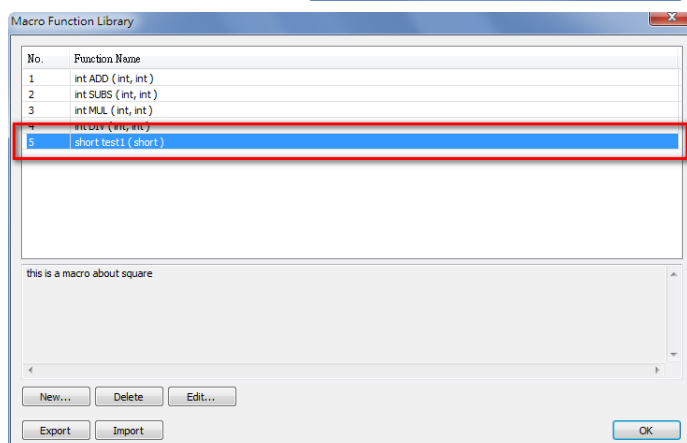 Macro Function Library
No. Function Name
1 int ADD ( int, int )
2 int SUBS ( int, int )
3 int MUL ( int, int )
4 int DIV ( int, int )
5 short test1 ( short )
this is a macro about square
New... Delete Edit...
Export Import OK